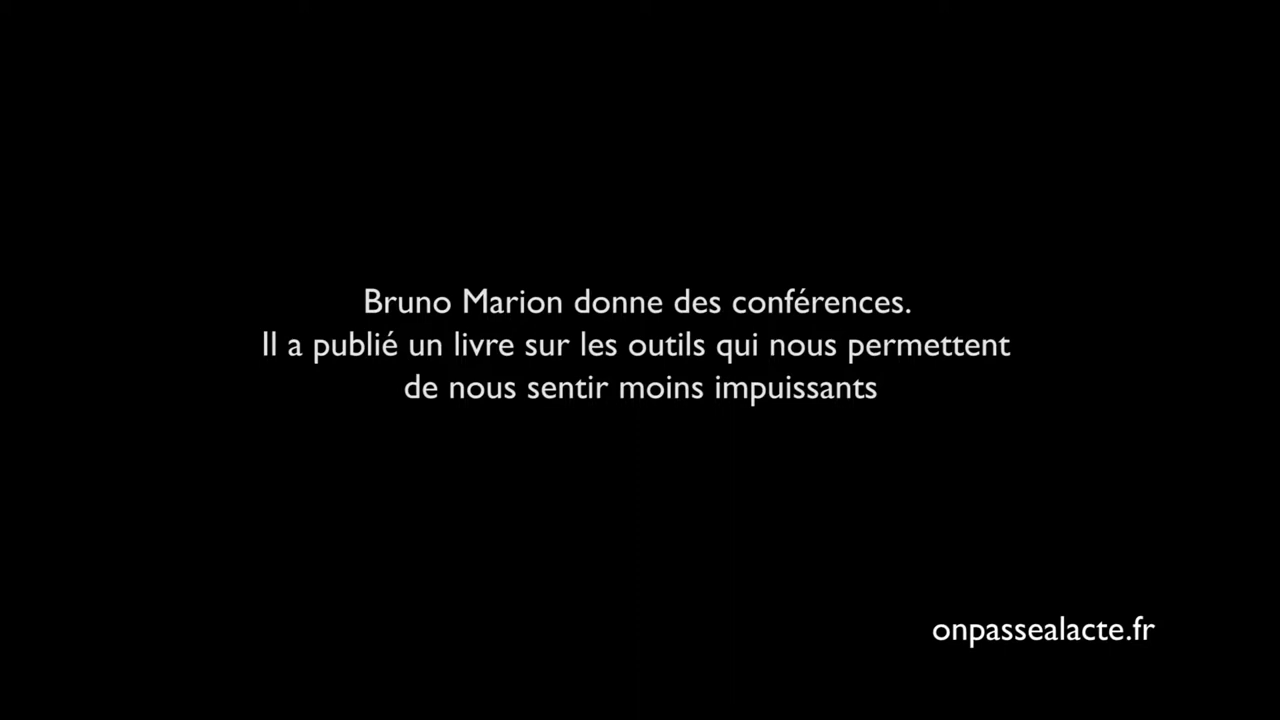 Bruno Marion donne des conférences.
Il a publié un livre sur les outils qui nous permettent
de nous sentir moins impuissants
onpassealacte.fr